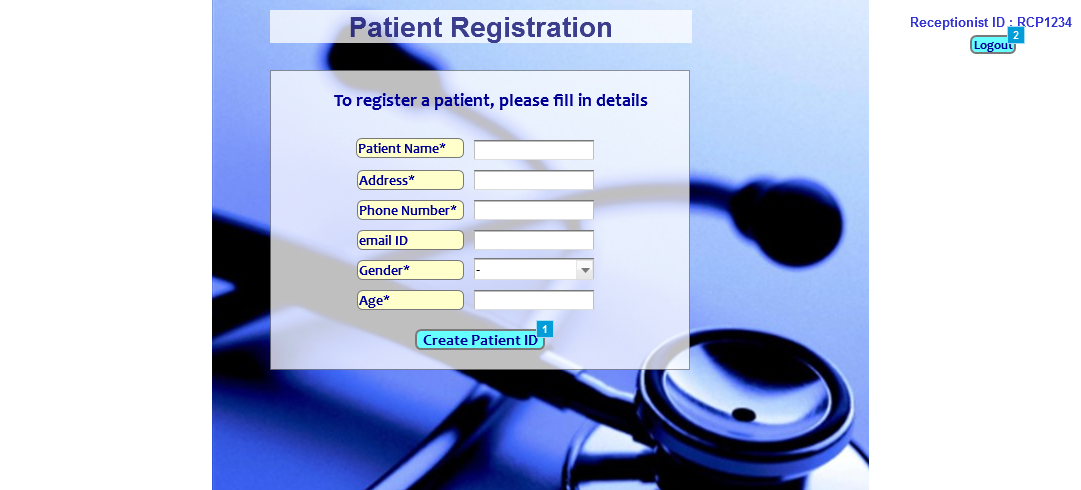 Patient Registration
Receptionist ID : RCP1234
2
Logout
To register a patient, please fill in details
Patient Name*
Address*
Phone Number*
email ID
Gender*
-
Age*
1
Create Patient ID